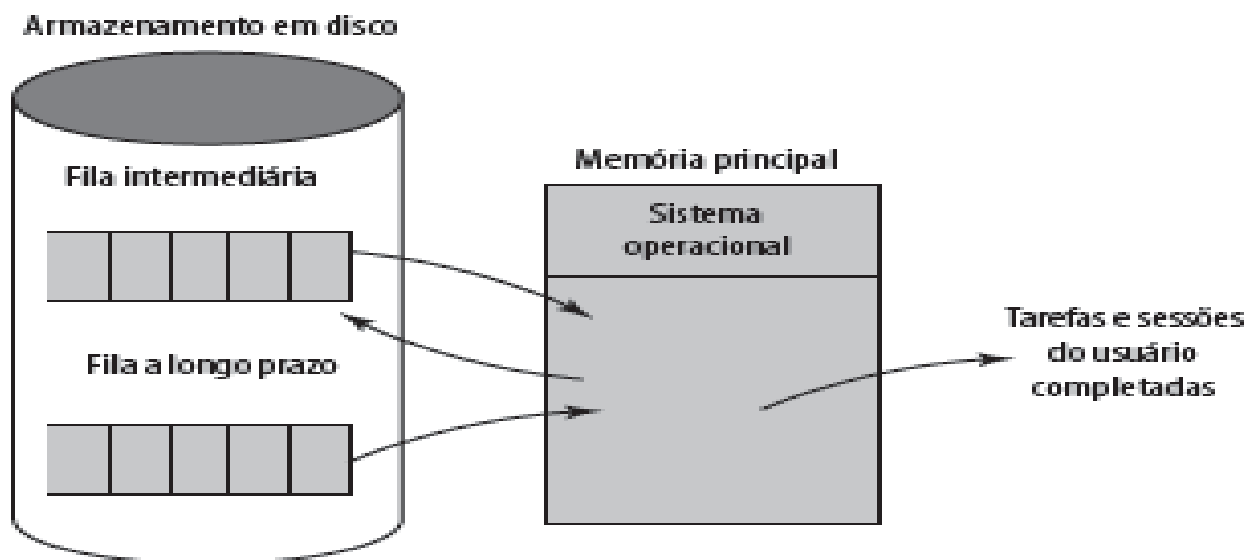 Armazenamento em disco
Fila intermediária
Fila a longo prazo
Memória principal
Sistema
operacional
Tarefas e sessões
do usuário
completadas